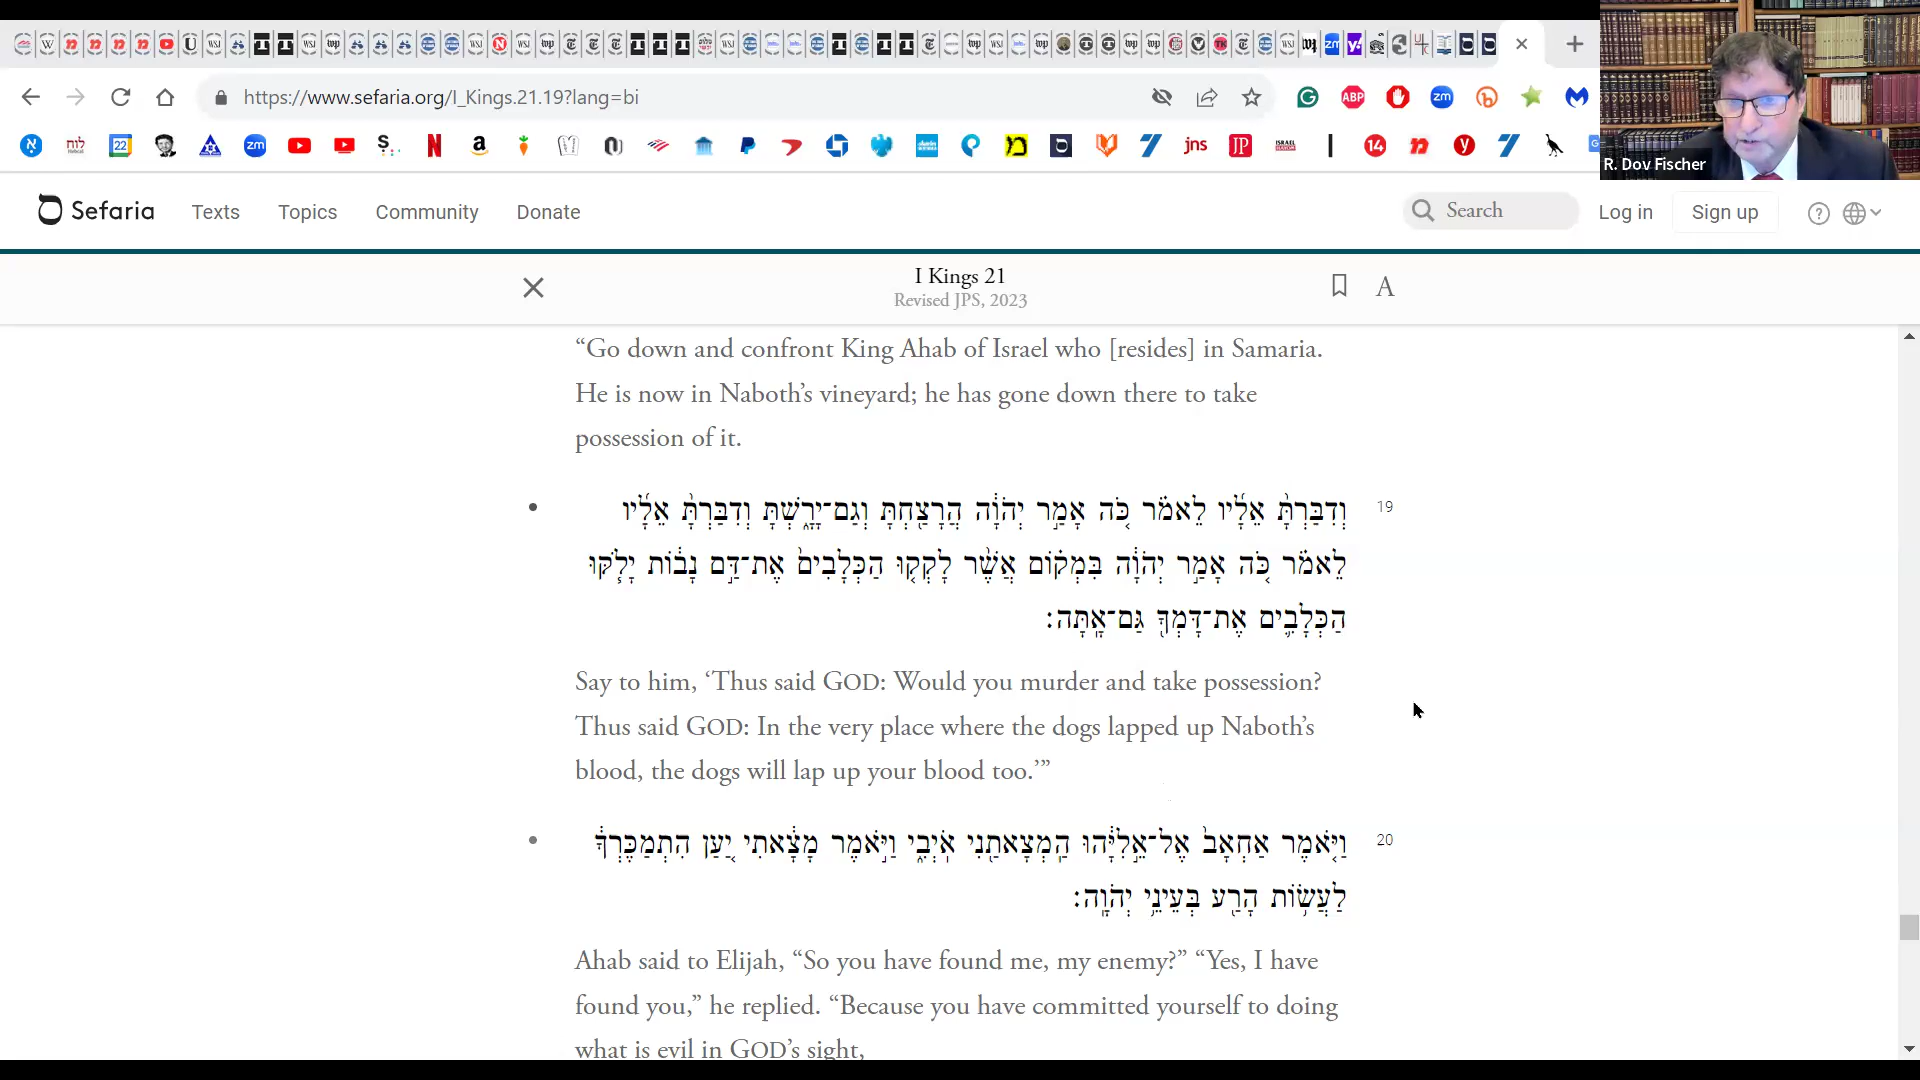 https://www.sefaria.org/I_Kings.21.19?lang=bi
R. Dov Fischer
Sefaria Texts Topics Community Donate Search Log in Sign up
I Kings 21
Revised JPS, 2023
“Go down and confront King Ahab of Israel who [resides] in Samaria.
He is now in Naboth’s vineyard; he has gone down there to take
possession of it.
19
וְדִבַּרְתָּ֨ אֵלָ֜יו לֵאמֹ֗ר כֹּ֚ה אָמַ֣ר יְהֹוָ֔ה הֲרָצַ֖חְתָּ וְגַם־יָרָ֑שְׁתָּ וְדִבַּרְתָּ֨ אֵלָ֜יו
לֵאמֹ֗ר כֹּ֚ה אָמַ֣ר יְהֹוָ֔ה בִּמְק֗וֹם אֲשֶׁ֨ר לָקְק֤וּ הַכְּלָבִים֙ אֶת־דַּ֣ם נָב֔וֹת יָלֹ֧קּוּ
הַכְּלָבִ֛ים אֶת־דָּמְךָ֖ גַּם־אָֽתָּה׃
Say to him, ‘Thus said GOD: Would you murder and take possession?
Thus said GOD: In the very place where the dogs lapped up Naboth’s
blood, the dogs will lap up your blood too.’”
20
וַיֹּ֤אמֶר אַחְאָב֙ אֶל־אֵ֣לִיָּ֔הוּ הַֽמְצָאתַ֖נִי אֹיְבִ֑י וַיֹּ֣אמֶר מָצָ֔אתִי יַ֚עַן הִתְמַכֶּרְךָ֔
לַעֲשׂ֥וֹת הָרַ֖ע בְּעֵינֵ֥י יְהֹוָֽה׃
Ahab said to Elijah, “So you have found me, my enemy?” “Yes, I have
found you,” he replied. “Because you have committed yourself to doing
what is evil in GOD’s sight,